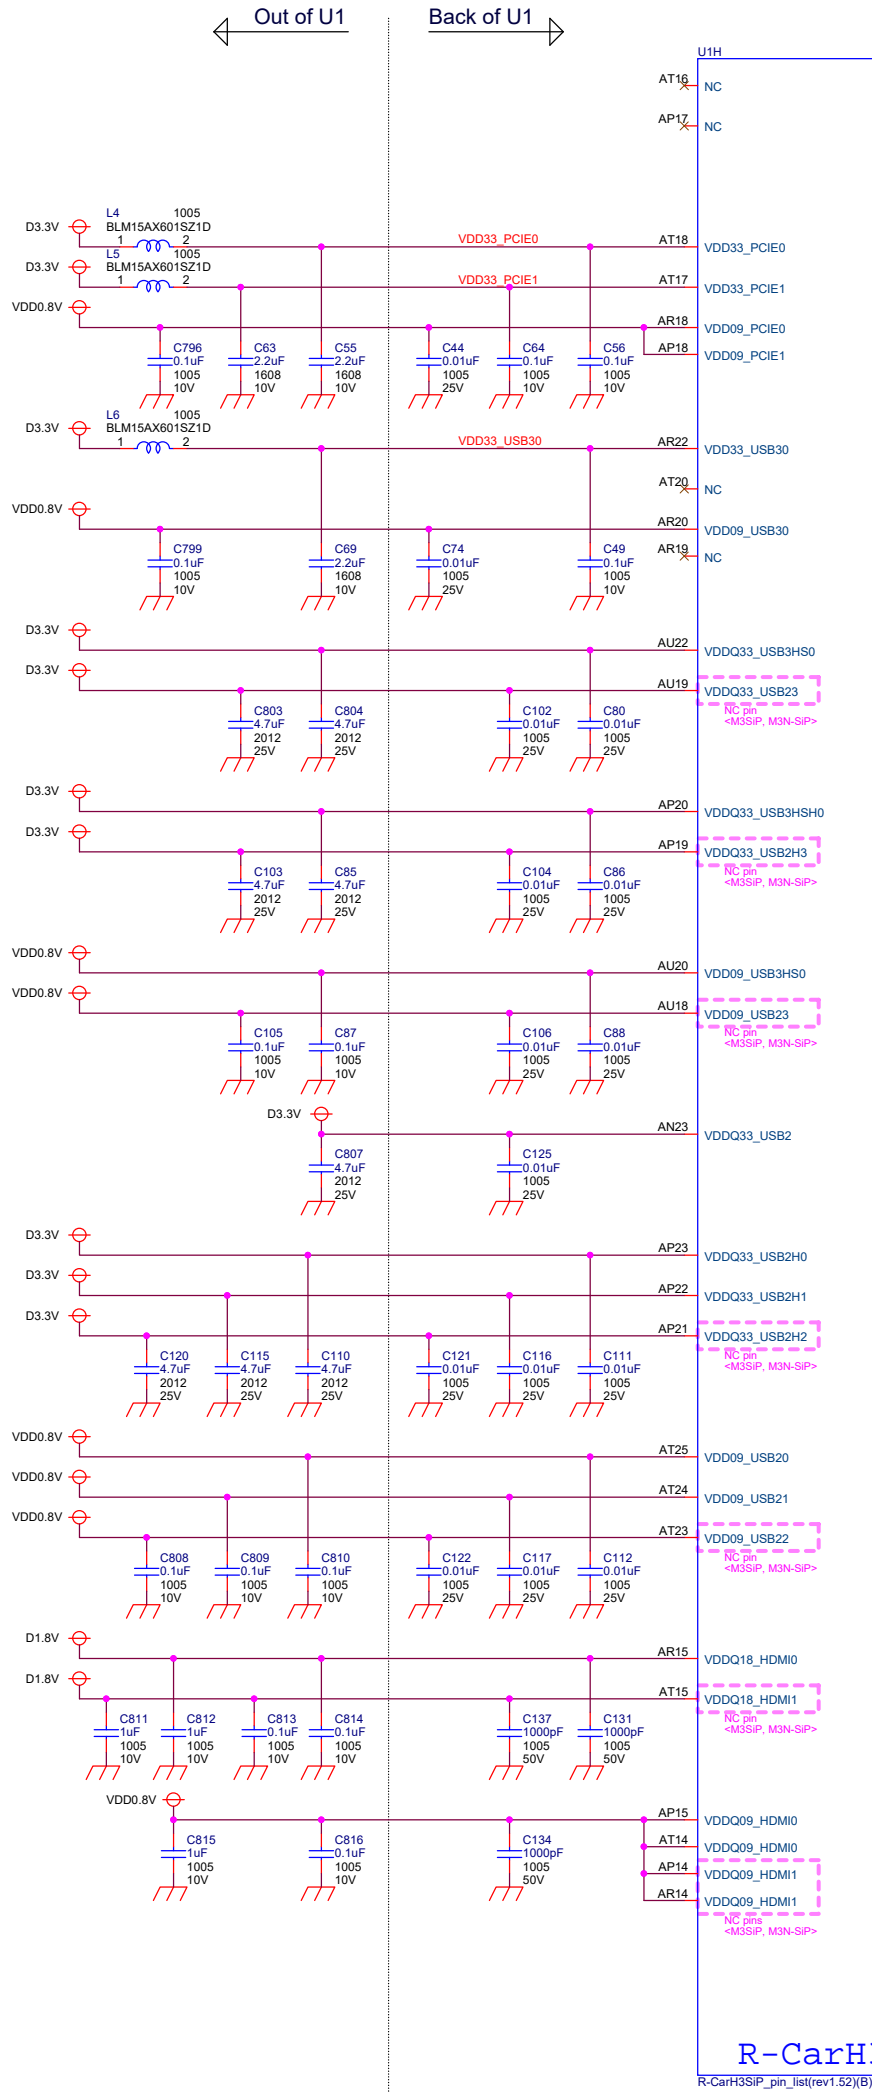 Out of U1
Back of U1
U1H
AT16 NC
AP17 NC
L4 1005
D3.3V BLM15AX601SZ1D
1 2 VDD33_PCIE0 AT18 VDD33_PCIE0
L5 1005
D3.3V BLM15AX601SZ1D
1 2 VDD33_PCIE1 AT17 VDD33_PCIE1
VDD0.8V AR18 VDD09_PCIE0
AP18 VDD09_PCIE1
C796 C63 C55 C44 C64 C56
0.1uF 2.2uF 2.2uF 0.01uF 0.1uF 0.1uF
1005 1608 1608 1005 1005 1005
10V 10V 10V 25V 10V 10V
L6 1005
D3.3V BLM15AX601SZ1D
1 2 VDD33_USB30 AR22 VDD33_USB30
AT20 NC
VDD0.8V AR20 VDD09_USB30
AR19 NC
C799 C69 C74 C49
0.1uF 2.2uF 0.01uF 0.1uF
1005 1608 1005 1005
10V 10V 25V 10V
D3.3V AU22 VDDQ33_USB3HS0
D3.3V AU19 VDDQ33_USB23
NC pin
<M3SiP, M3N-SiP>
C803 C804 C102 C80
4.7uF 4.7uF 0.01uF 0.01uF
2012 2012 1005 1005
25V 25V 25V 25V
D3.3V AP20 VDDQ33_USB3HSH0
D3.3V AP19 VDDQ33_USB2H3
NC pin
<M3SiP, M3N-SiP>
C103 C85 C104 C86
4.7uF 4.7uF 0.01uF 0.01uF
2012 2012 1005 1005
25V 25V 25V 25V
VDD0.8V AU20 VDD09_USB3HS0
VDD0.8V AU18 VDD09_USB23
NC pin
<M3SiP, M3N-SiP>
C105 C87 C106 C88
0.1uF 0.1uF 0.01uF 0.01uF
1005 1005 1005 1005
10V 10V 25V 25V
D3.3V AN23 VDDQ33_USB2
C807 C125
4.7uF 0.01uF
2012 1005
25V 25V
D3.3V AP23 VDDQ33_USB2H0
D3.3V AP22 VDDQ33_USB2H1
D3.3V AP21 VDDQ33_USB2H2
NC pin
<M3SiP, M3N-SiP>
C120 C115 C110 C121 C116 C111
4.7uF 4.7uF 4.7uF 0.01uF 0.01uF 0.01uF
2012 2012 2012 1005 1005 1005
25V 25V 25V 25V 25V 25V
VDD0.8V AT25 VDD09_USB20
VDD0.8V AT24 VDD09_USB21
VDD0.8V AT23 VDD09_USB22
NC pin
<M3SiP, M3N-SiP>
C808 C809 C810 C122 C117 C112
0.1uF 0.1uF 0.1uF 0.01uF 0.01uF 0.01uF
1005 1005 1005 1005 1005 1005
10V 10V 10V 25V 25V 25V
D1.8V AR15 VDDQ18_HDMI0
D1.8V AT15 VDDQ18_HDMI1
NC pin
<M3SiP, M3N-SiP>
C811 C812 C813 C814 C137 C131
1uF 1uF 0.1uF 0.1uF 1000pF 1000pF
1005 1005 1005 1005 1005 1005
10V 10V 10V 10V 50V 50V
VDD0.8V AP15 VDDQ09_HDMI0
AT14 VDDQ09_HDMI0
AP14 VDDQ09_HDMI1
AR14 VDDQ09_HDMI1
NC pins
<M3SiP, M3N-SiP>
C815 C816 C134
1uF 0.1uF 1000pF
1005 1005 1005
10V 10V 50V
R-CarH
R-CarH3SiP_pin_list(rev1.52)(B)